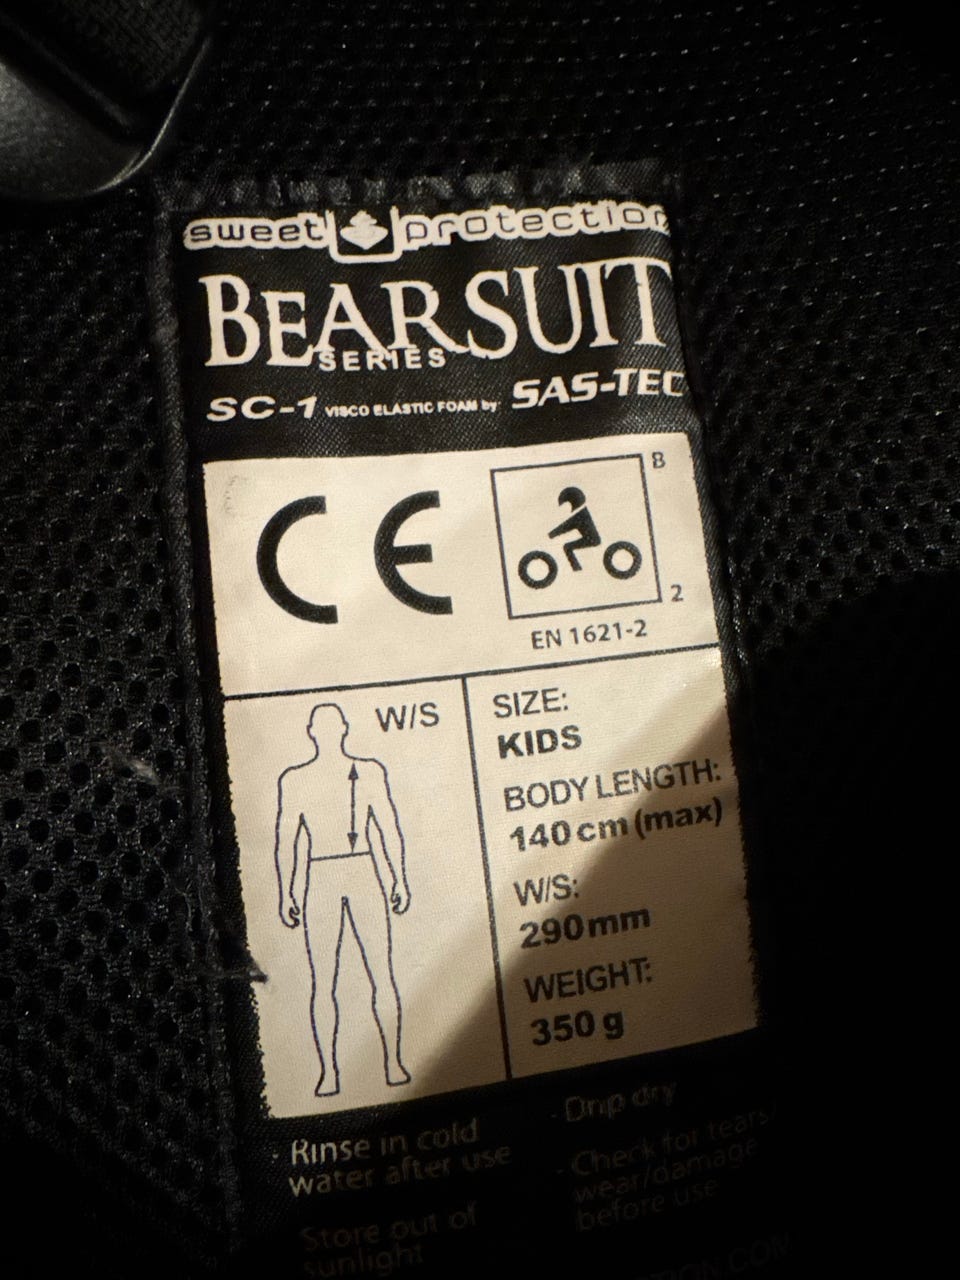 sweet protection
BEARSUIT
SERIES
SC-1 VISCO ELASTIC FOAM by: SAS-TEC
CE
B
2
EN 1621-2
W/S
SIZE:
KIDS
BODY LENGTH:
140 cm (max)
W/S:
290mm
WEIGHT:
350 g
· Rinse in cold
water after use
Store out of
sunlight
· Drip dry
· Check for tears/
wear/damage
before use